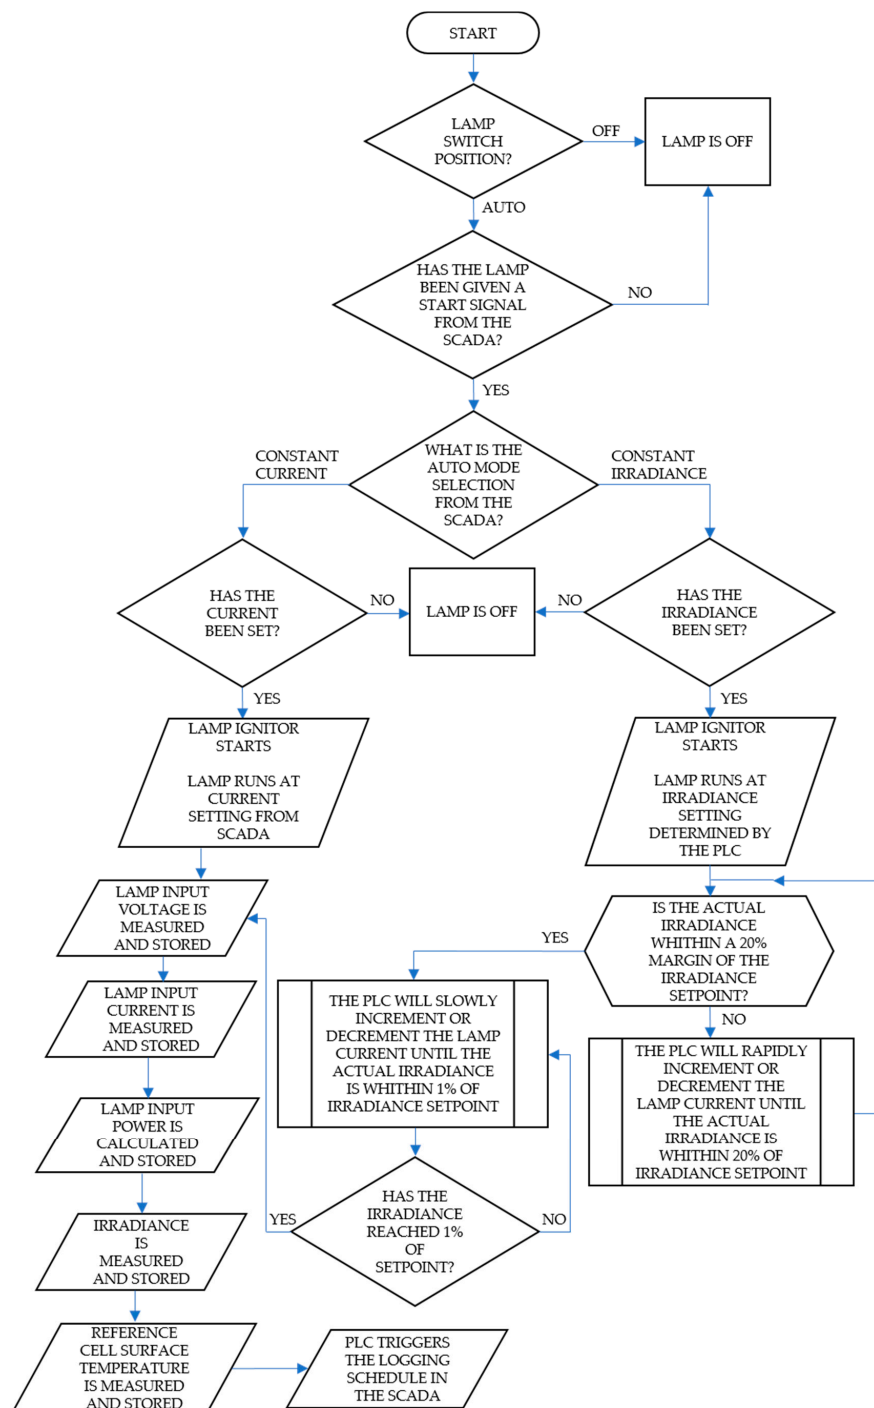 START
LAMP
SWITCH
POSITION?
OFF
LAMP IS OFF
AUTO
HAS THE LAMP
BEEN GIVEN A
START SIGNAL
FROM THE
SCADA?
NO
YES
CONSTANT
CURRENT
WHAT IS THE
AUTO MODE
SELECTION
FROM THE
SCADA?
CONSTANT
IRRADIANCE
HAS THE
CURRENT
BEEN SET?
NO
LAMP IS OFF
NO
HAS THE
IRRADIANCE
BEEN SET?
YES
YES
LAMP IGNITOR
STARTS
LAMP RUNS AT
CURRENT
SETTING FROM
SCADA
LAMP IGNITOR
STARTS
LAMP RUNS AT
IRRADIANCE
SETTING
DETERMINED BY
THE PLC
LAMP INPUT
VOLTAGE IS
MEASURED
AND STORED
YES
IS THE ACTUAL
IRRADIANCE
WHITHIN A 20%
MARGIN OF THE
IRRADIANCE
SETPOINT?
NO
LAMP INPUT
CURRENT IS
MEASURED
AND STORED
THE PLC WILL SLOWLY
INCREMENT OR
DECREMENT THE LAMP
CURRENT UNTIL THE
ACTUAL IRRADIANCE
IS WHITHIN 1% OF
IRRADIANCE SETPOINT
THE PLC WILL RAPIDLY
INCREMENT OR
DECREMENT THE
LAMP CURRENT UNTIL
THE ACTUAL
IRRADIANCE IS
WHITHIN 20% OF
IRRADIANCE SETPOINT
LAMP INPUT
POWER IS
CALCULATED
AND STORED
YES
HAS THE
IRRADIANCE
REACHED 1%
OF
SETPOINT?
NO
IRRADIANCE
IS
MEASURED
AND STORED
REFERENCE
CELL SURFACE
TEMPERATURE
IS MEASURED
AND STORED
PLC TRIGGERS
THE LOGGING
SCHEDULE IN
THE SCADA